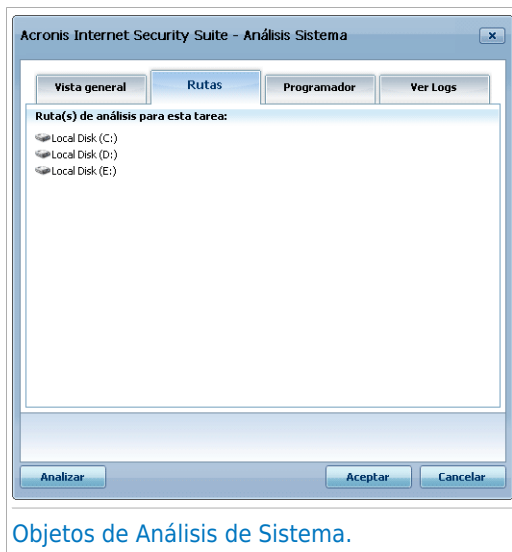 Acronis Internet Security Suite - Análisis Sistema
Vista general Rutas Programador Ver Logs
Ruta(s) de análisis para esta tarea:
Local Disk (C:)
Local Disk (D:)
Local Disk (E:)
Analizar Aceptar Cancelar
Objetos de Análisis de Sistema.